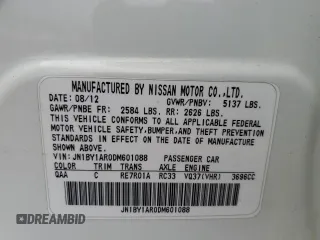 MANUFACTURED BY NISSAN MOTOR CO.,LTD.
DATE: 08/12 GVWR/PNBV: 5137 LBS.
GAWR/PNBE FR: 2584 LBS. RR: 2626 LBS.
THIS VEHICLE CONFORMS TO ALL APPLICABLE
FEDERAL MOTOR VEHICLE SAFETY,BUMPER,AND THEFT
PREVENTION STANDARDS IN EFFECT ON THE
DATE OF MANUFACTURE SHOWN ABOVE.
VIN: JN1BY1AR0DM601088 PASSENGER CAR
COLOR TRIM TRANS AXLE ENGINE
QAA C RE7R01A RC33 VQ37(VHR) 3696CC
JN1BY1AR0DM601088